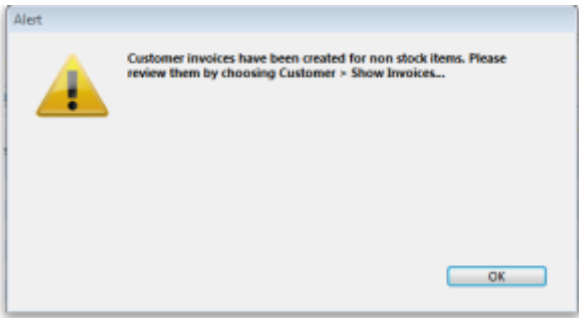 Alert
Customer invoices have been created for non stock items. Please
review them by choosing Customer > Show Invoices...
OK